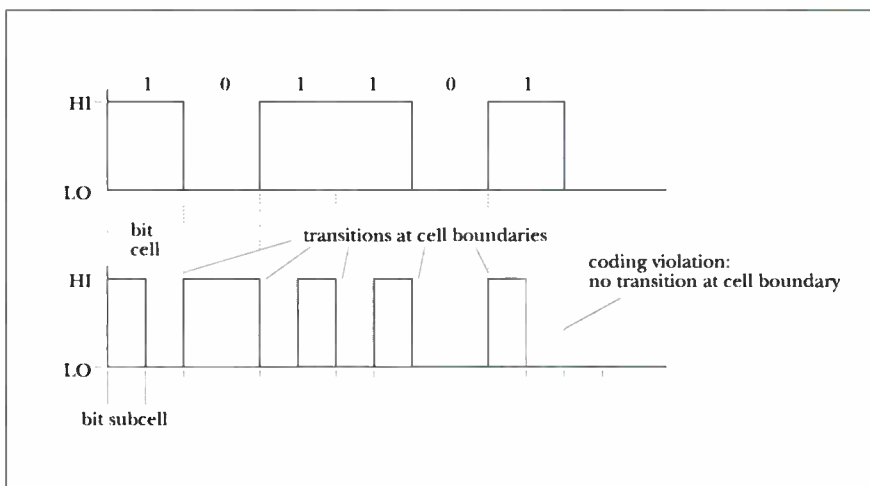 1 0 1 1 0 1
HI
LO
bit
cell
transitions at cell boundaries
coding violation:
no transition at cell boundary
HI
LO
bit subcell